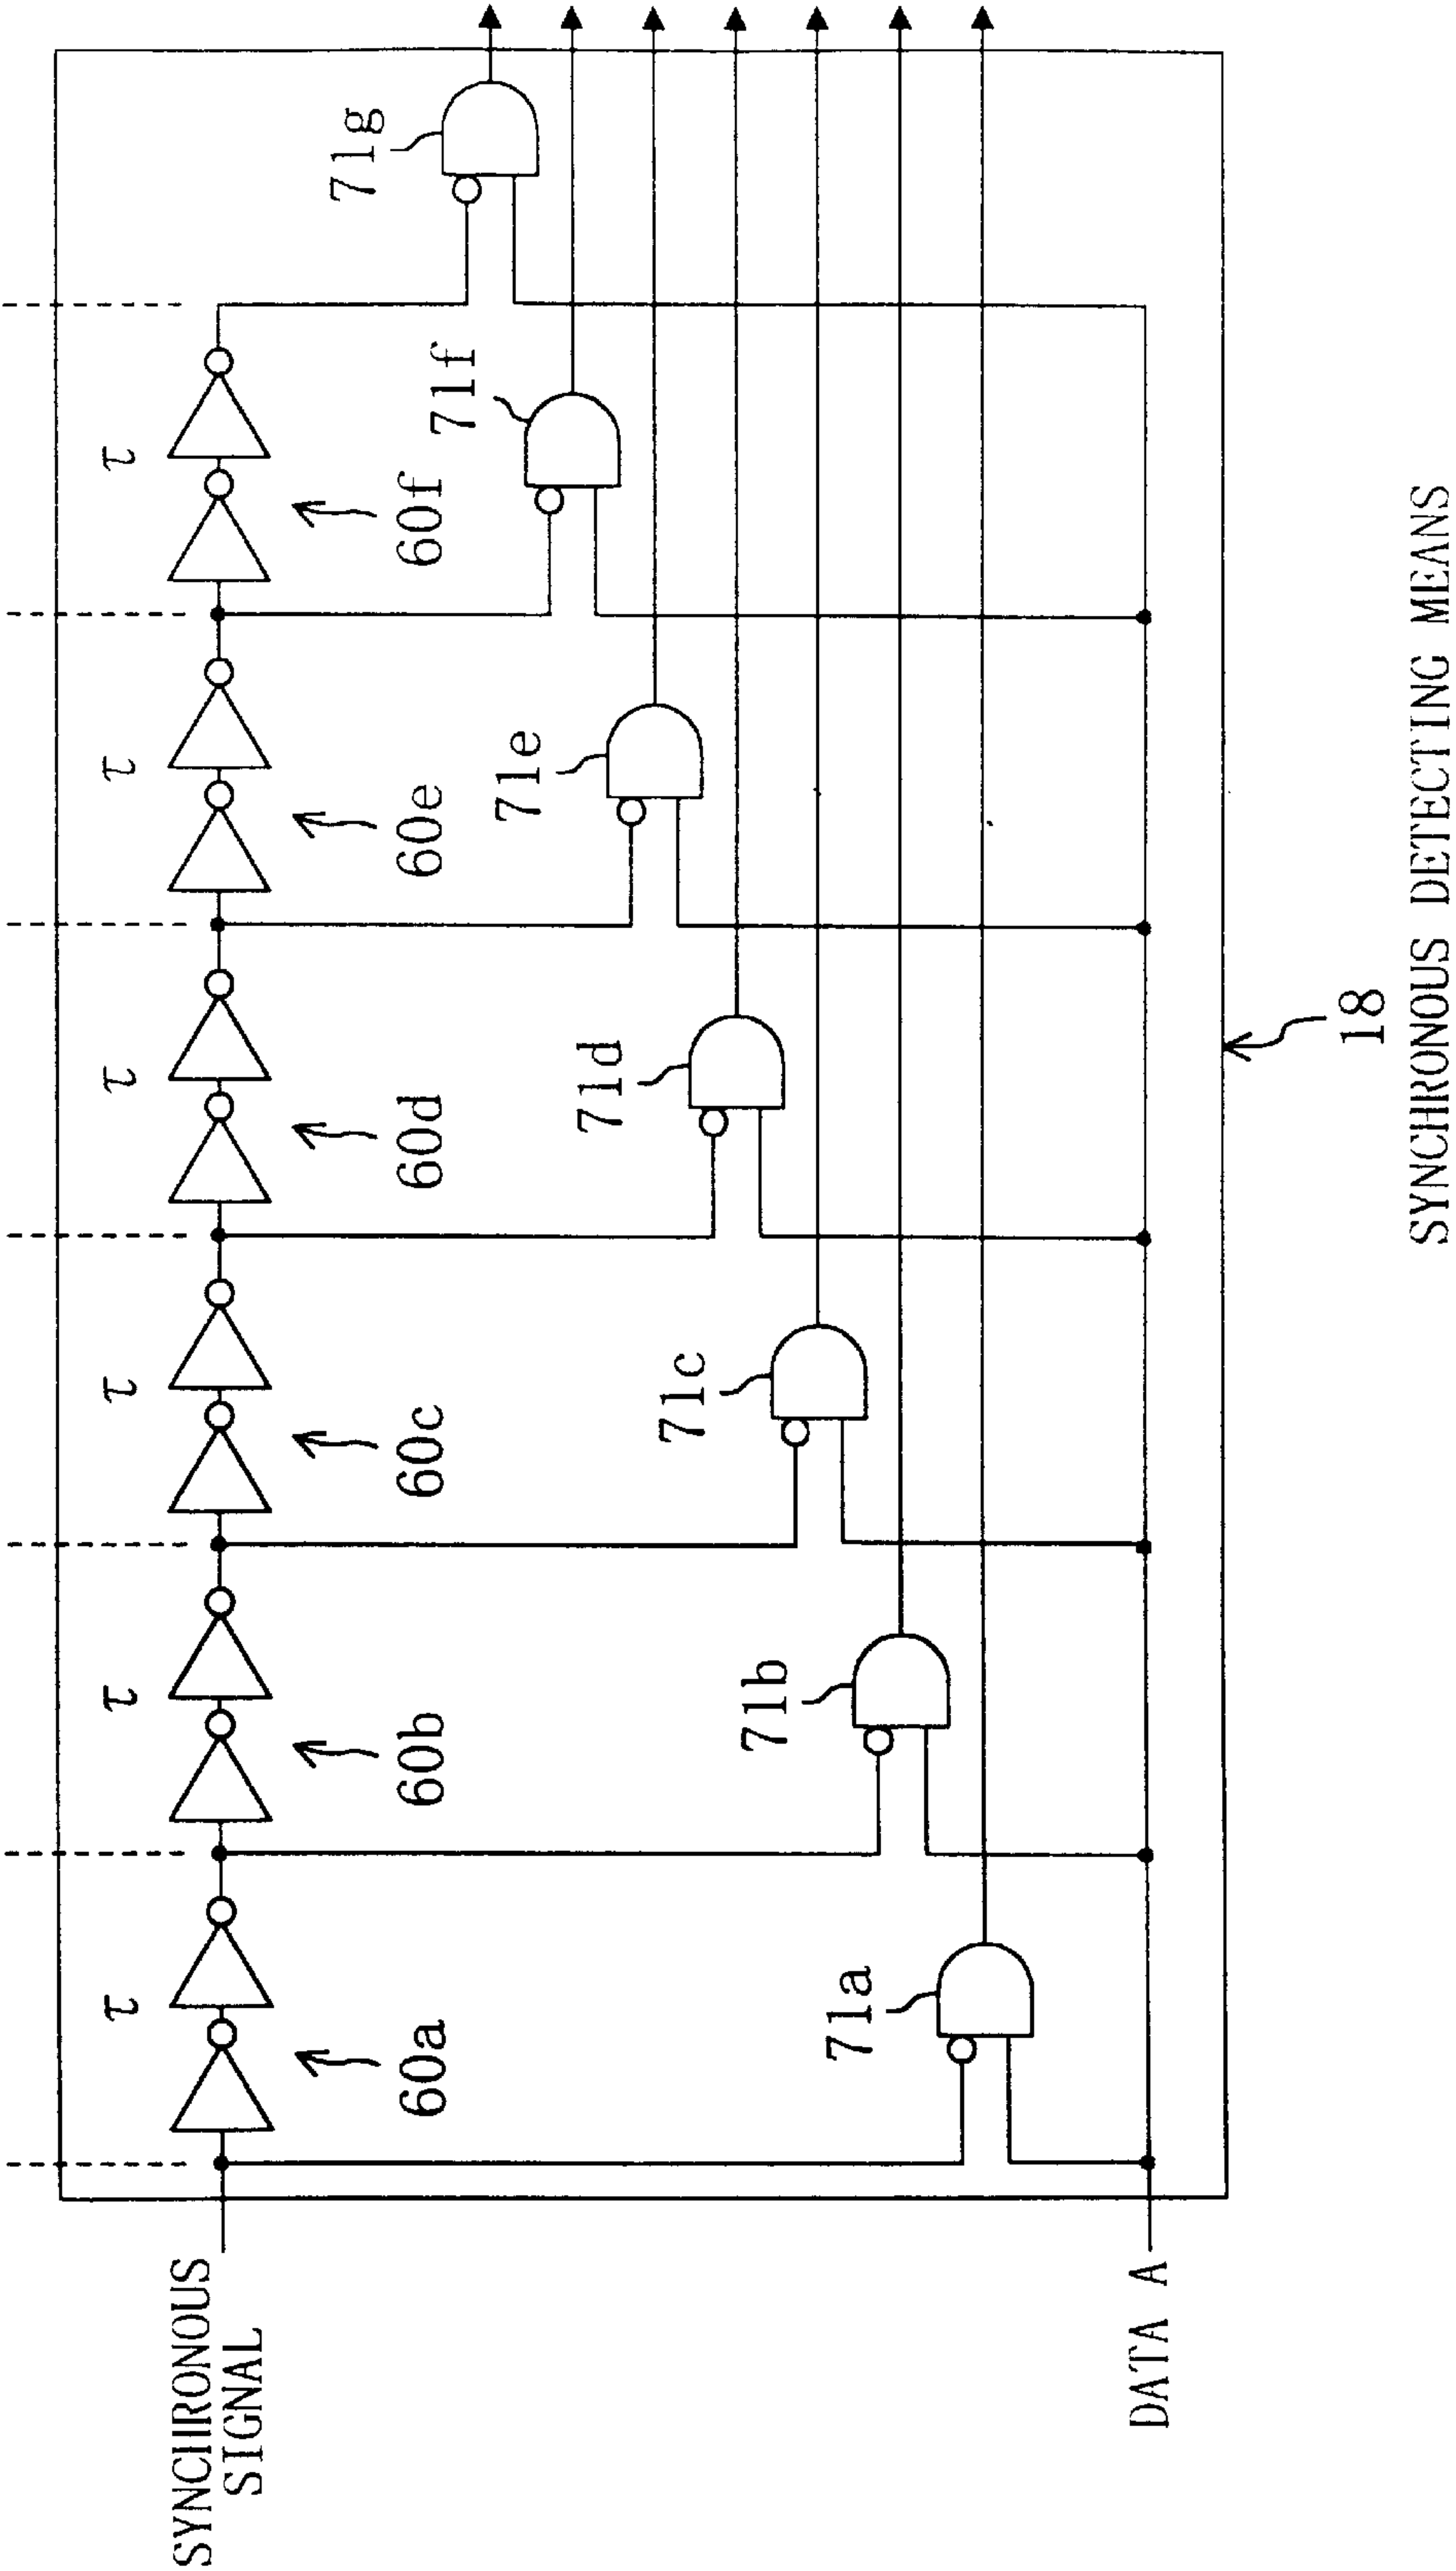 SYNCHRONOUS
SIGNAL
DATA A
τ
τ
τ
τ
τ
τ
60a
60b
60c
60d
60e
60f
71a
71b
71c
71d
71e
71f
71g
18
SYNCHRONOUS DETECTING MEANS